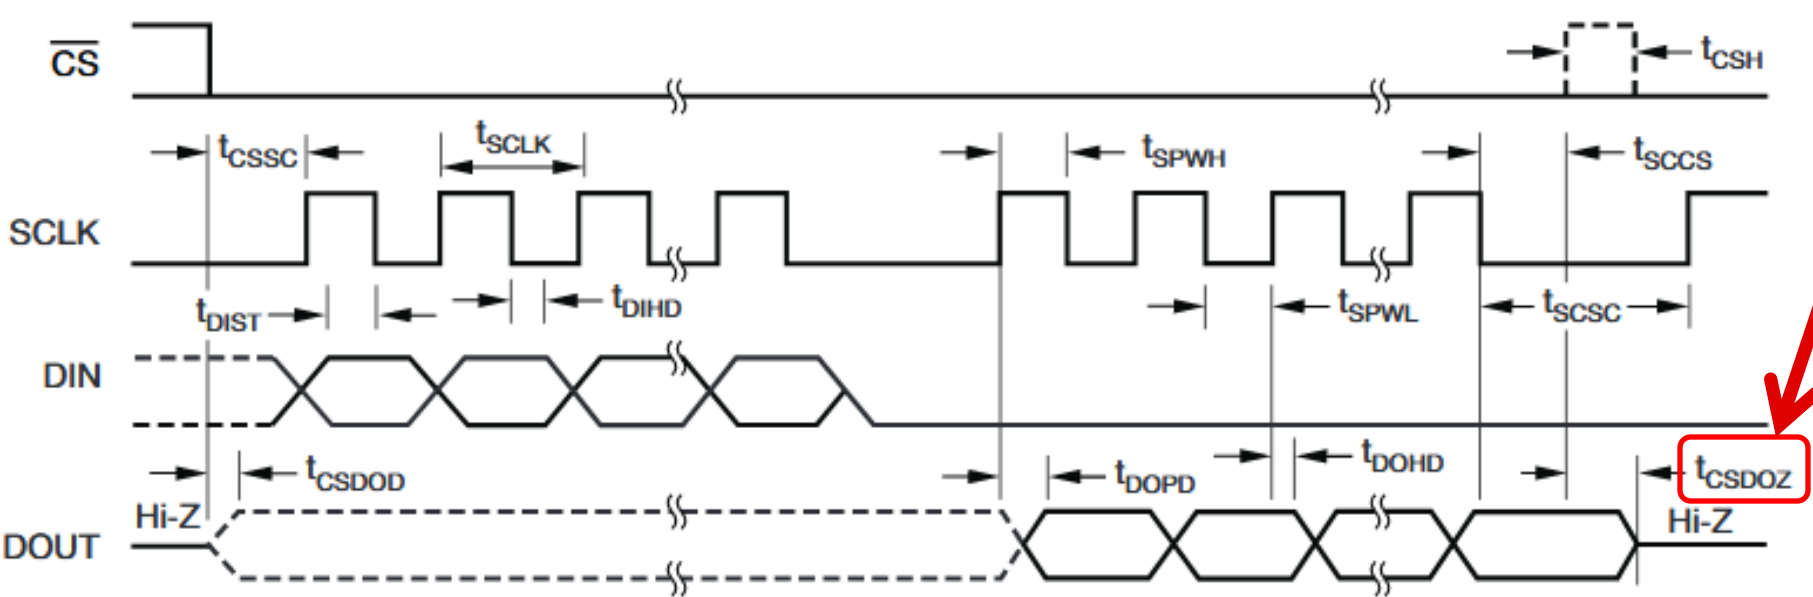 CS
tCSH
tCSSC
tSCLK
tSPWH
tSCCS
SCLK
tDIST
tDIHD
tSPWL
tSCSC
DIN
tCSDOD
tDOPD
tDOHD
tCSDOZ
Hi-Z
Hi-Z
DOUT